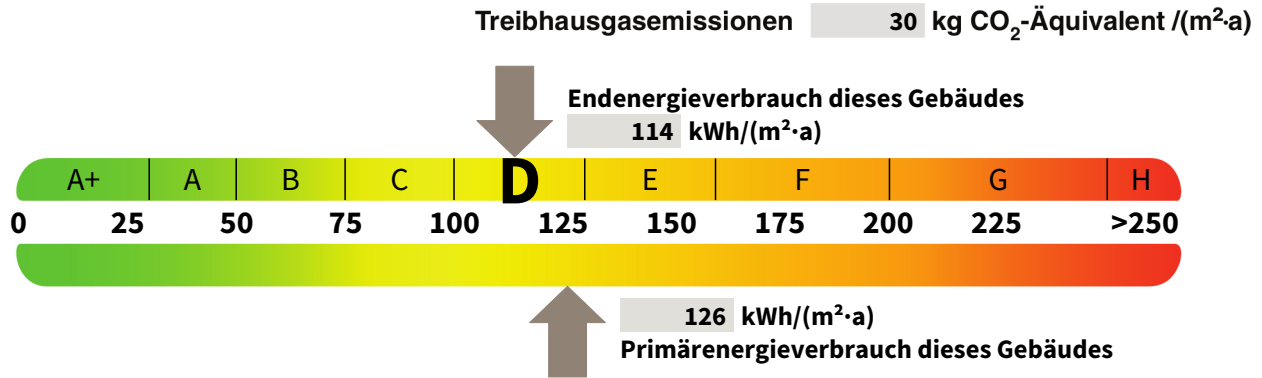 Treibhausgasemissionen 30 kg CO₂-Äquivalent /(m²·a)
Endenergieverbrauch dieses Gebäudes
114 kWh/(m²·a)
A+ A B C D E F G H
0 25 50 75 100 125 150 175 200 225 >250
126 kWh/(m²·a)
Primärenergieverbrauch dieses Gebäudes